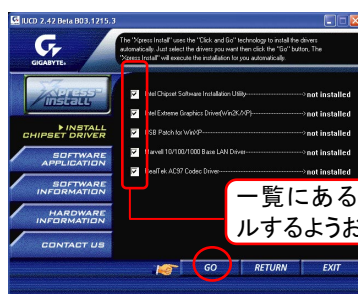 IUCD 2.42 Beta B03.1215.3
GIGABYTE
The "Xpress Install" uses the "Click and Go" technology to install the drivers
automatically. Just select the drivers you want then click the "Go" button, The
"Xpress Install" will execute the installation for you automatically.
Xpress
INSTALL
INSTALL
CHIPSET DRIVER
SOFTWARE
APPLICATION
SOFTWARE
INFORMATION
HARDWARE
INFORMATION
CONTACT US
Intel Chipset Software Installation Utility not installed
Intel Extreme Graphics Driver(Win2K/XP) not installed
USB Patch for WinXP not installed
Marvell 10/100/1000 Base LAN Driver not installed
RealTek AC97 Codec Driver not installed
一覧にある
ルするようお
GO RETURN EXIT